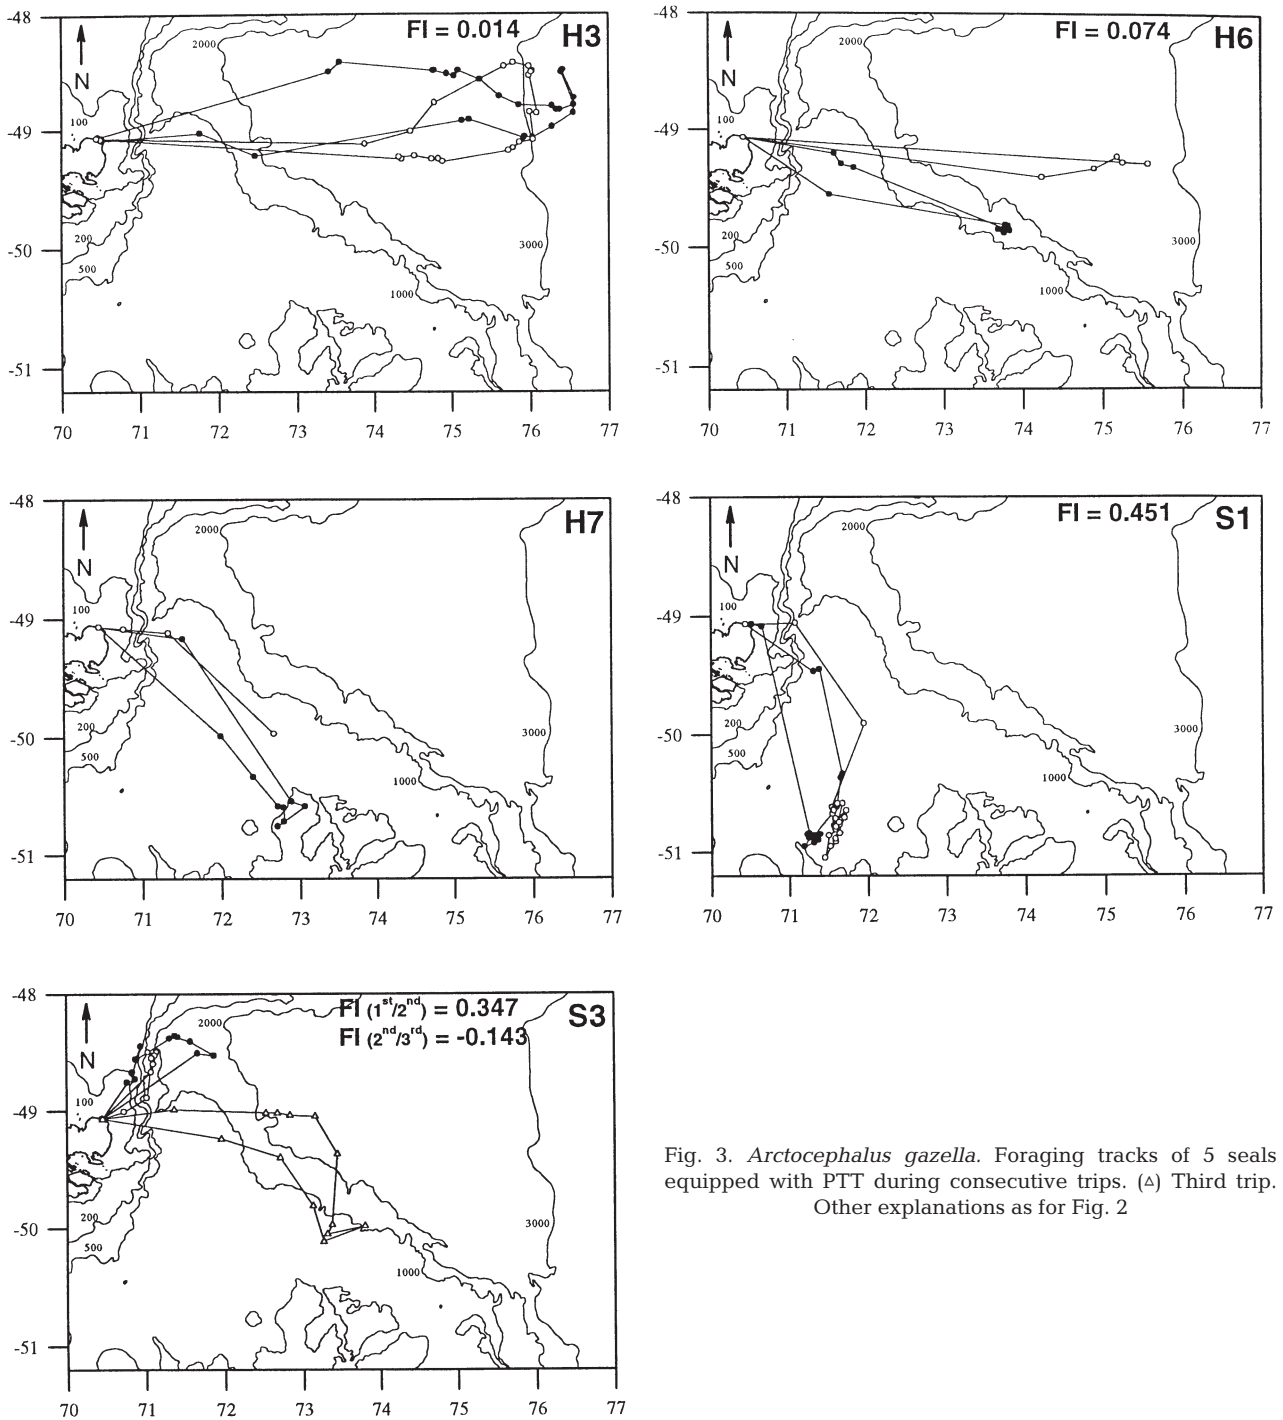 -48
FI = 0.014
H3
N
2000
100
-49
200
500
-50
3000
1000
-51
70 71 72 73 74 75 76 77
-48
FI = 0.074
H6
N
2000
100
-49
200
500
-50
3000
1000
-51
70 71 72 73 74 75 76 77
-48
H7
N
2000
100
-49
200
500
-50
3000
1000
-51
70 71 72 73 74 75 76 77
-48
FI = 0.451
S1
N
2000
100
-49
200
500
-50
3000
1000
-51
70 71 72 73 74 75 76 77
-48
FI (1st/2nd) = 0.347
FI (2nd/3rd) = -0.143
S3
N
2000
100
-49
200
500
-50
3000
1000
-51
70 71 72 73 74 75 76 77
Fig. 3. Arctocephalus gazella. Foraging tracks of 5 seals
equipped with PTT during consecutive trips. (△) Third trip.
Other explanations as for Fig. 2